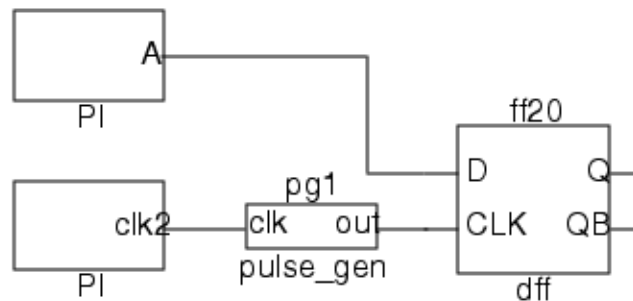 A
PI
ff20
D Q
pg1
clk2 clk out CLK QB
PI pulse_gen dff